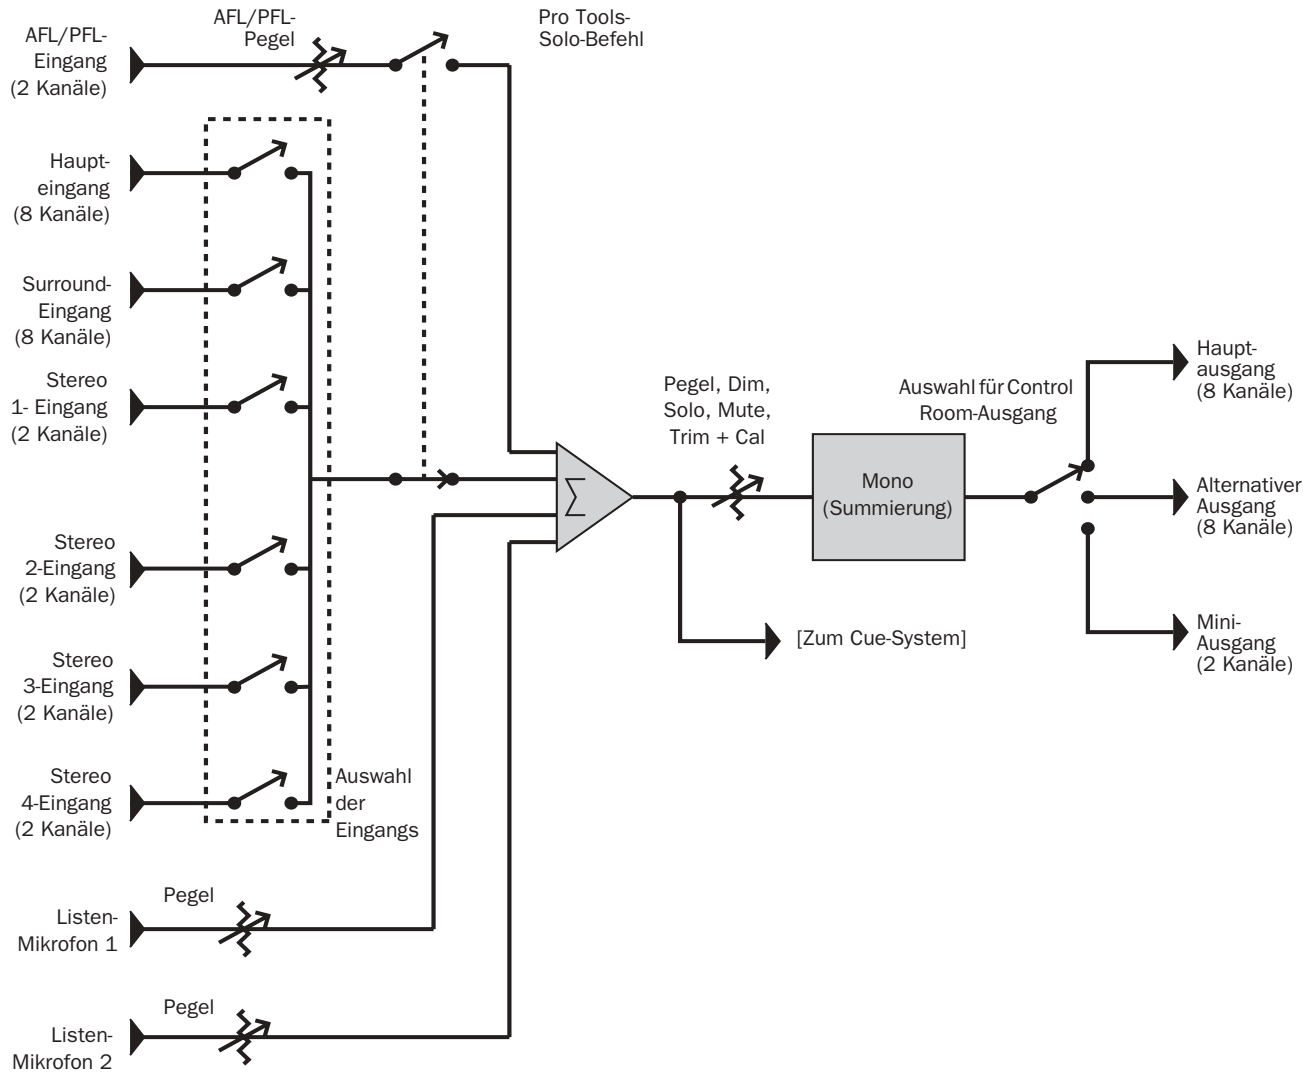 AFL/PFL-
Eingang
(2 Kanäle)
AFL/PFL-
Pegel
Pro Tools-
Solo-Befehl
Haupt-
eingang
(8 Kanäle)
Surround-
Eingang
(8 Kanäle)
Stereo
1- Eingang
(2 Kanäle)
Stereo
2-Eingang
(2 Kanäle)
Stereo
3-Eingang
(2 Kanäle)
Stereo
4-Eingang
(2 Kanäle)
Auswahl
der
Eingangs
Pegel
Listen-
Mikrofon 1
Pegel
Listen-
Mikrofon 2
Σ
Pegel, Dim,
Solo, Mute,
Trim + Cal
Mono
(Summierung)
[Zum Cue-System]
Auswahl für Control
Room-Ausgang
Haupt-
ausgang
(8 Kanäle)
Alternativer
Ausgang
(8 Kanäle)
Mini-
Ausgang
(2 Kanäle)